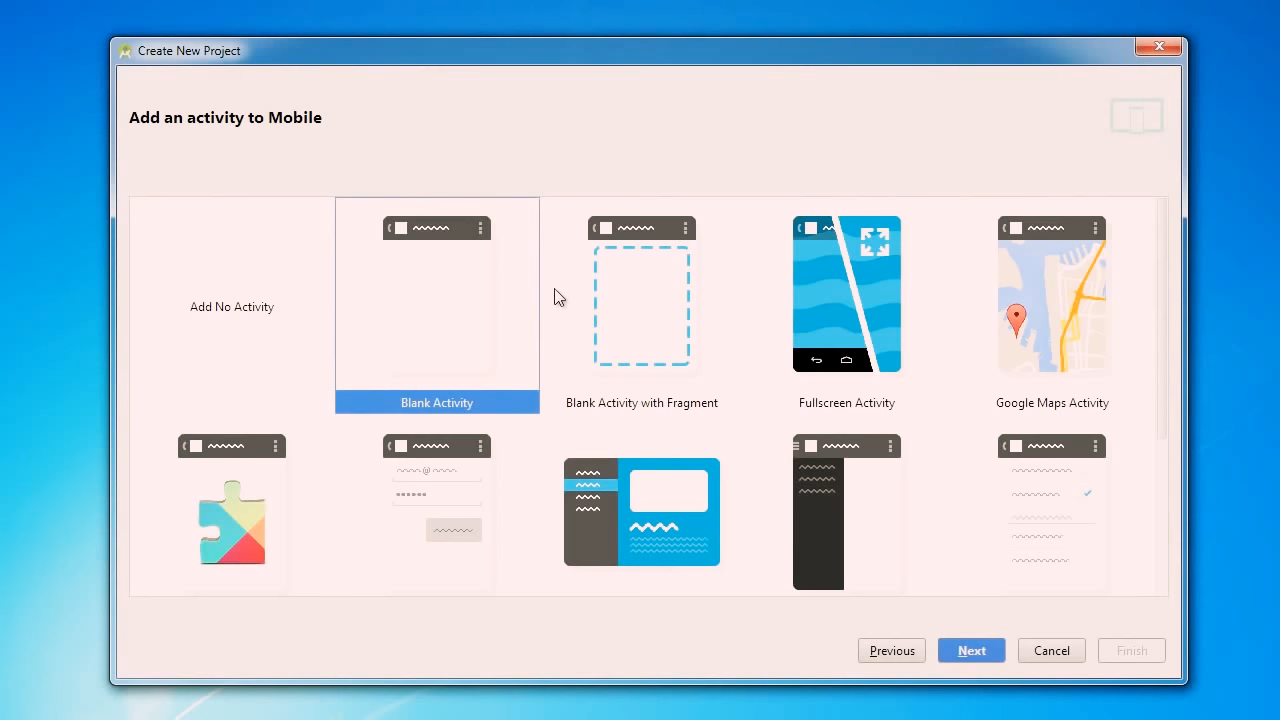 Create New Project
Add an activity to Mobile
Add No Activity
Blank Activity
Blank Activity with Fragment
Fullscreen Activity
Google Maps Activity
@
Previous
Next
Cancel
Finish